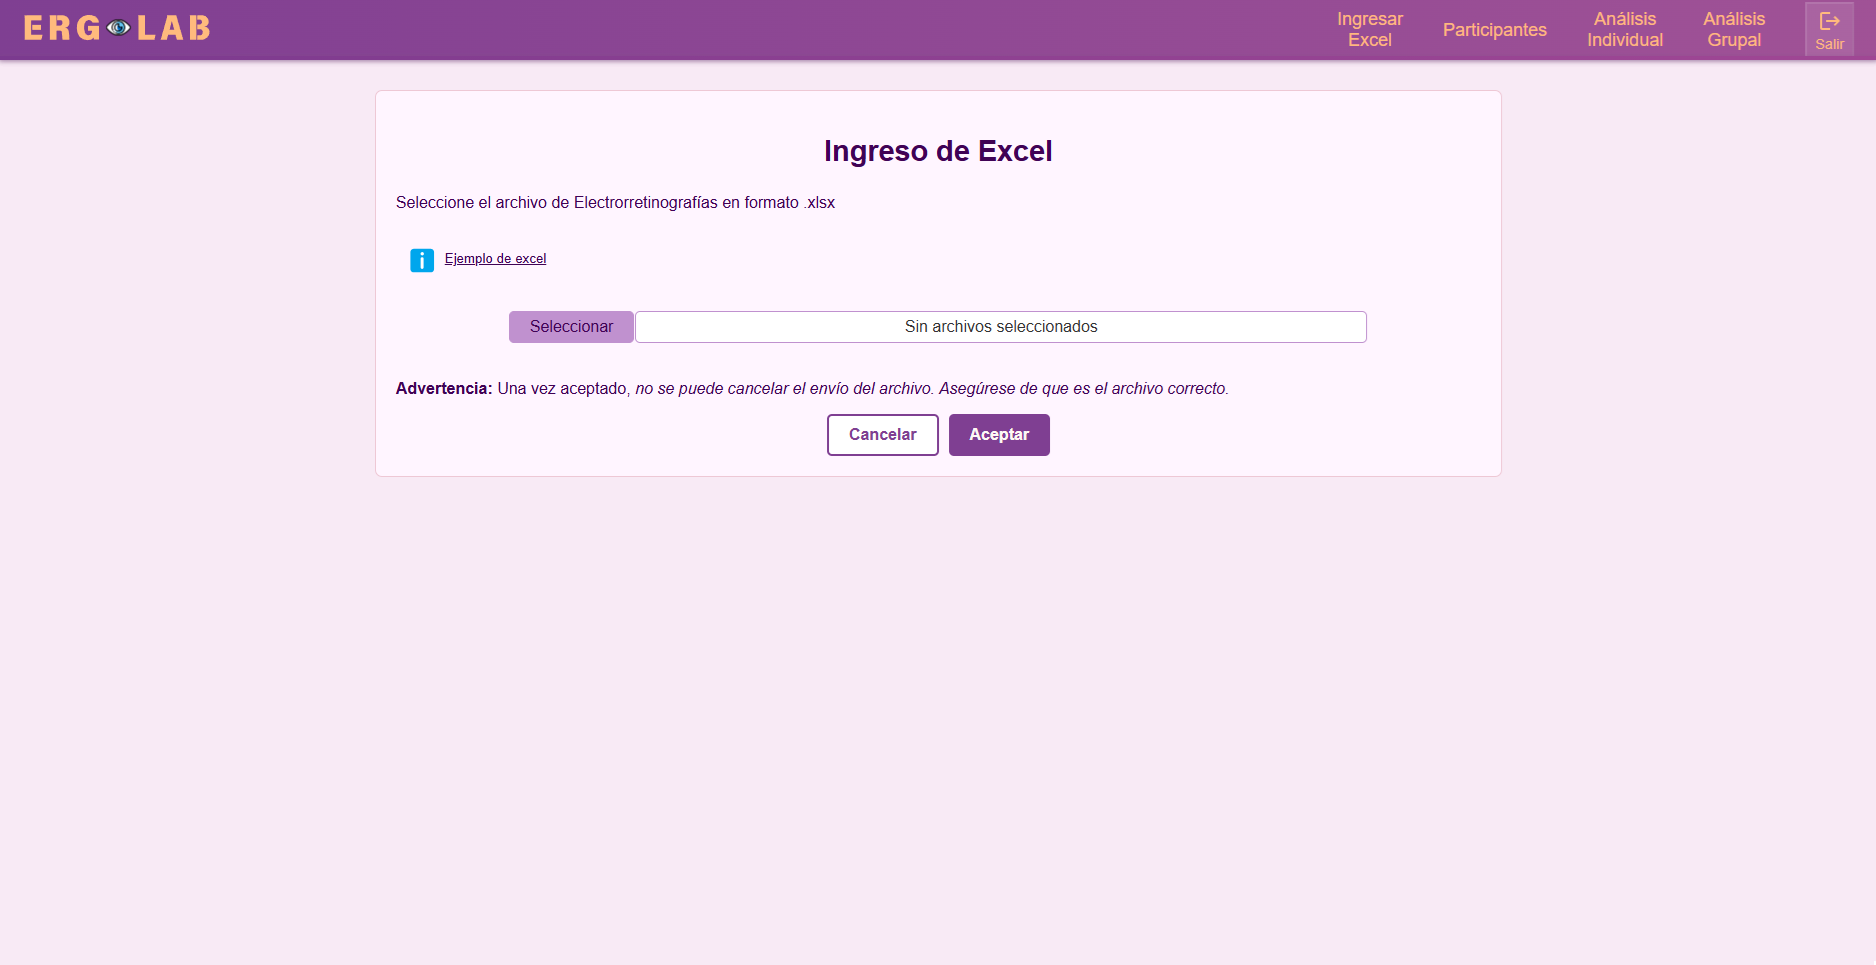 ERG LAB
Ingresar
Excel
Participantes
Análisis
Individual
Análisis
Grupal
Salir
Ingreso de Excel
Seleccione el archivo de Electrorretinografías en formato .xlsx
Ejemplo de excel
Seleccionar
Sin archivos seleccionados
Advertencia: Una vez aceptado, no se puede cancelar el envío del archivo. Asegúrese de que es el archivo correcto.
Cancelar
Aceptar